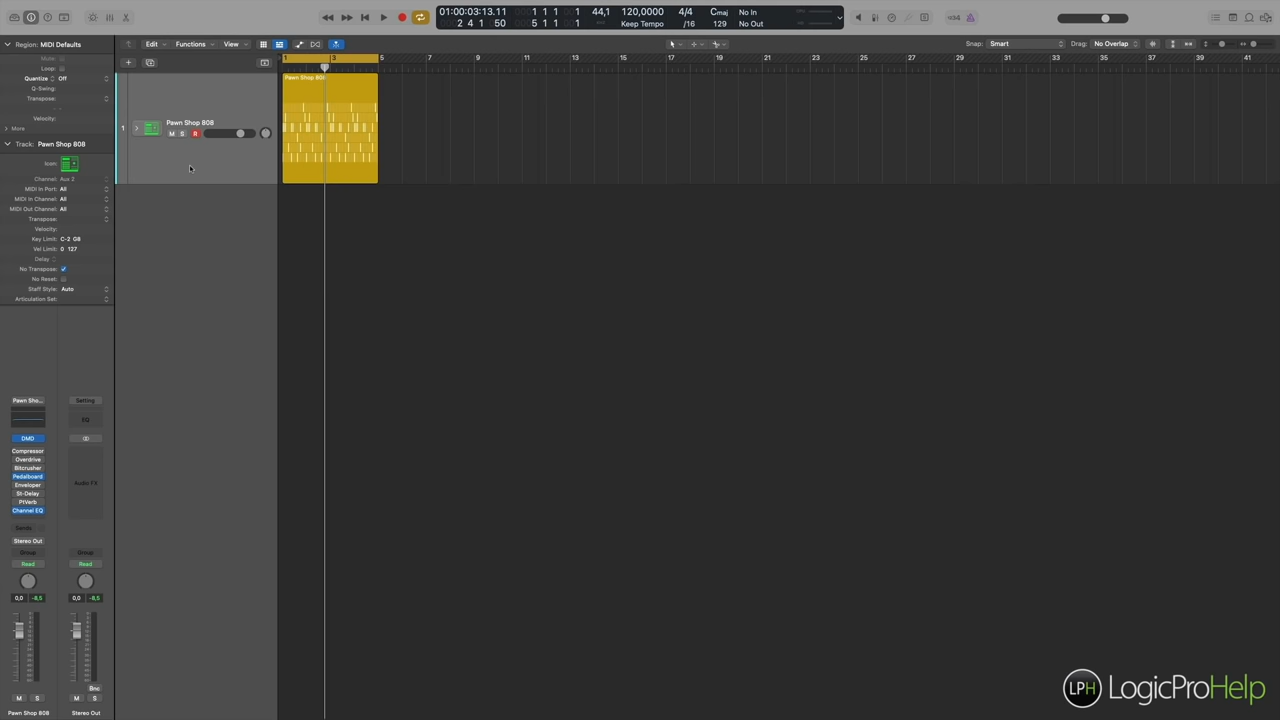 01:00:03:13.11 1 1 1 1 44,1 120,0000 4/4 Cmaj No In
2 4 1 50 5 1 1 1 Keep Tempo /16 129 No Out
Region: MIDI Defaults
Edit Functions View
Snap: Smart Drag: No Overlap
Mute:
Loop:
Quantize Off
Q-Swing:
Transpose:
Velocity:
More
1 3 5 7 9 11 13 15 17 19 21 23 25 27 29 31 33 35 37 39 41
Pawn Shop 808
1 Pawn Shop 808
M S R
Track: Pawn Shop 808
Icon:
Channel: Aux 2
MIDI In Port: All
MIDI In Channel: All
MIDI Out Channel: All
Transpose:
Velocity:
Key Limit: C-2 G8
Vel Limit: 0 127
Delay
No Transpose:
No Reset:
Staff Style: Auto
Articulation Set:
Pawn Sho... Setting
EQ
DMD
Compressor
Overdrive
Bitcrusher
Pedalboard
Enveloper
St-Delay
PtVerb
Channel EQ
Audio FX
Sends
Stereo Out
Group Group
Read Read
0,0 -8,5 0,0 -8,5
Bnc
M S M S
Pawn Shop 808 Stereo Out
LPH LogicProHelp